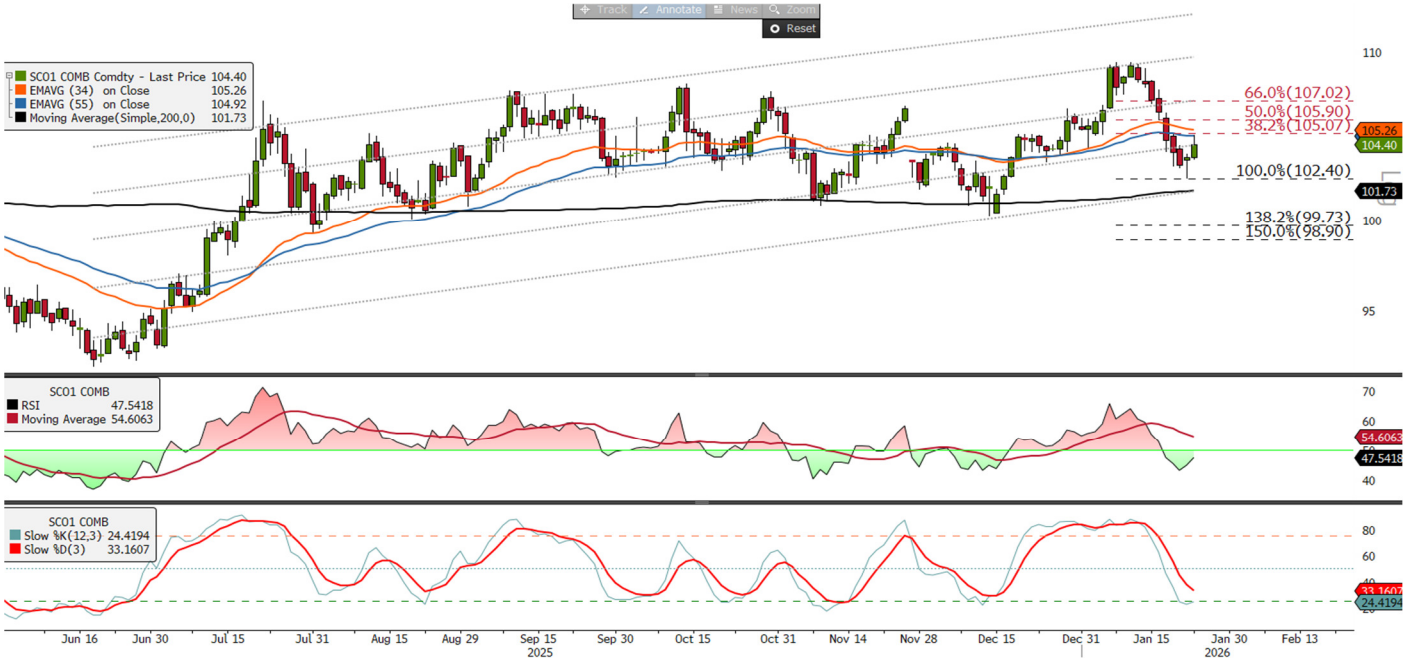 Track Annotate News Zoom
Reset
SCO1 COMB Comdty - Last Price 104.40
EMAVG (34) on Close 105.26
EMAVG (55) on Close 104.92
Moving Average(Simple,200,0) 101.73
110
66.0%(107.02)
50.0%(105.90)
38.2%(105.07)
105.26
104.40
100.0%(102.40)
101.73
138.2%(99.73)
100
150.0%(98.90)
95
SCO1 COMB
RSI 47.5418
Moving Average 54.6063
70
60
54.6063
47.5418
40
SCO1 COMB
Slow %K(12,3) 24.4194
Slow %D(3) 33.1607
80
60
40
33.1607
24.4194
20
Jun 16 Jun 30 Jul 15 Jul 31 Aug 15 Aug 29 Sep 15 Sep 30 Oct 15 Oct 31 Nov 14 Nov 28 Dec 15 Dec 31 Jan 15 Jan 30 Feb 13
2025 2026